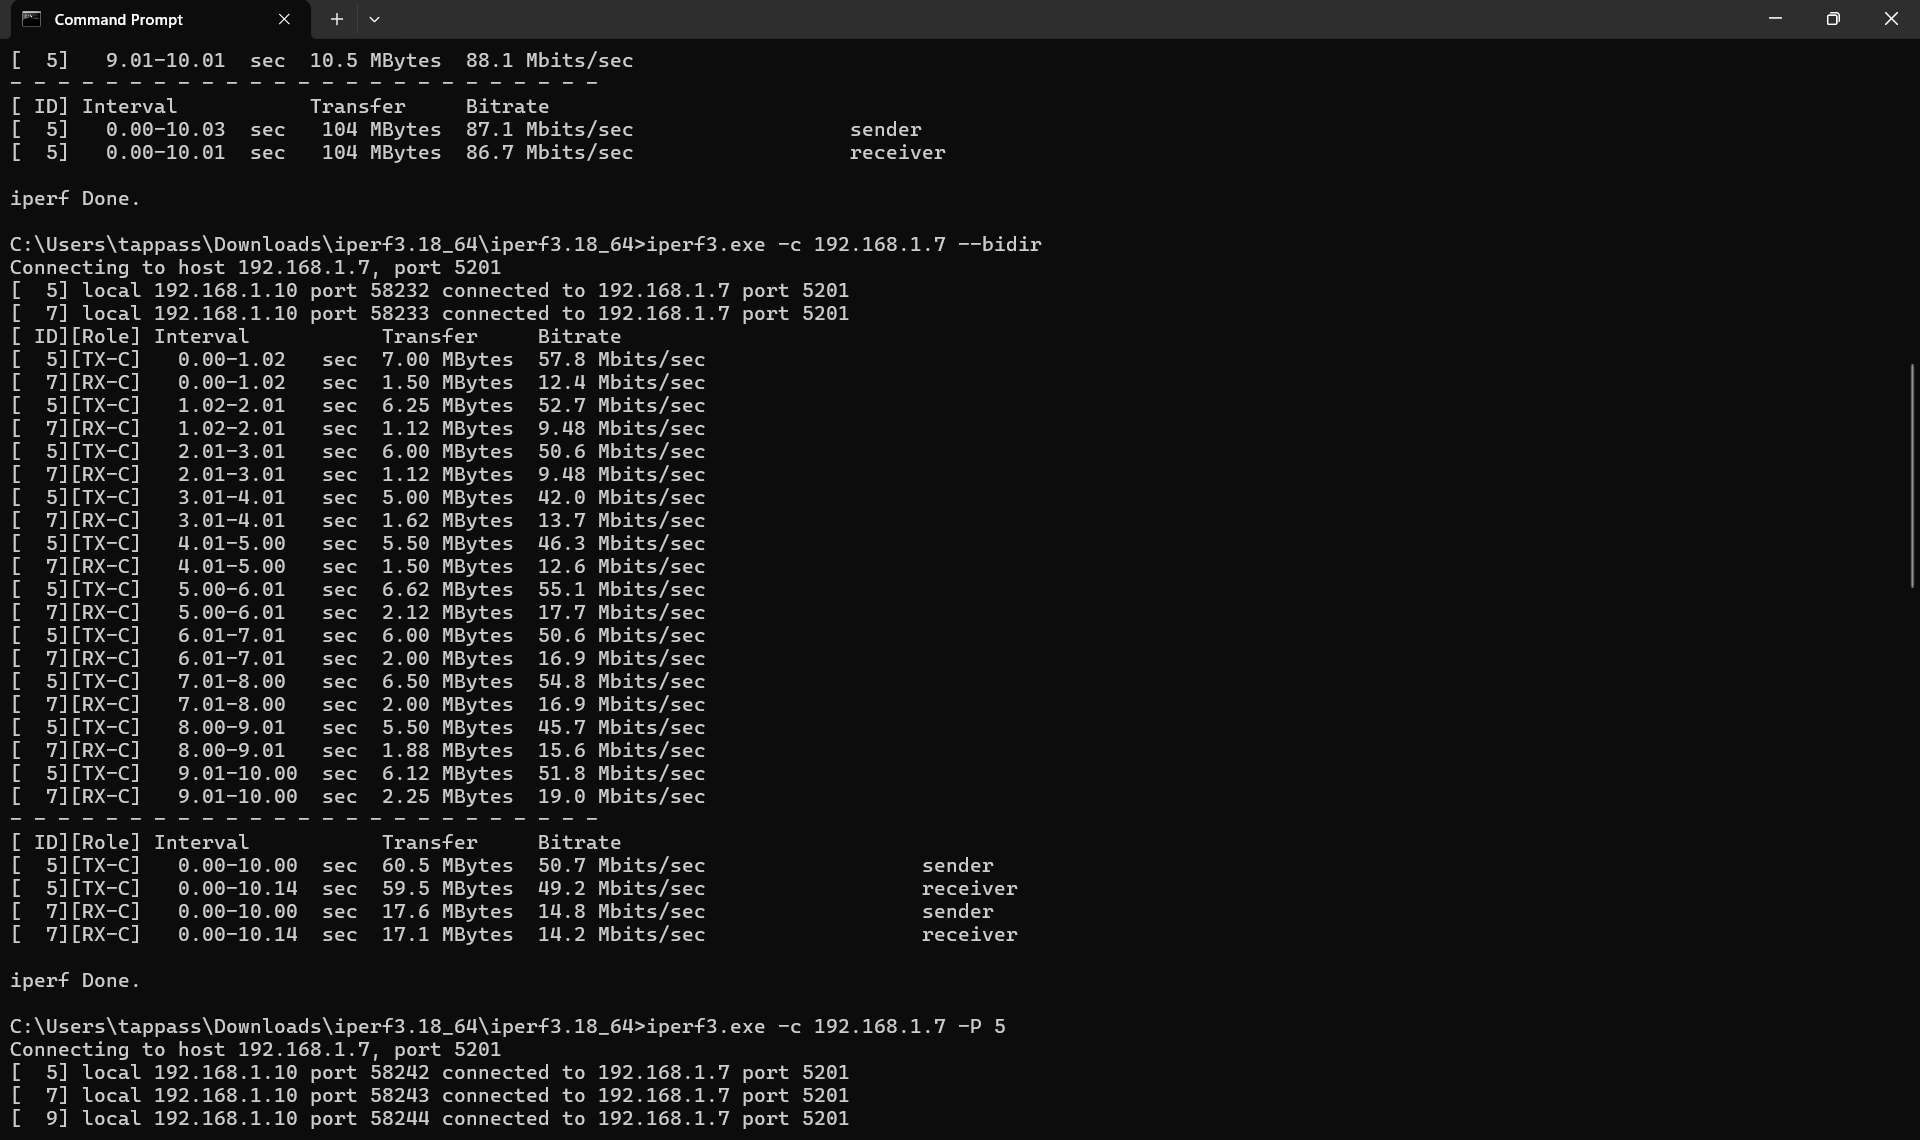 Command Prompt
[  5]   9.01-10.01  sec  10.5 MBytes  88.1 Mbits/sec
- - - - - - - - - - - - - - - - - - - - - - - - -
[ ID] Interval           Transfer     Bitrate
[  5]   0.00-10.03  sec   104 MBytes  87.1 Mbits/sec                  sender
[  5]   0.00-10.01  sec   104 MBytes  86.7 Mbits/sec                  receiver
iperf Done.
C:\Users\tappass\Downloads\iperf3.18_64\iperf3.18_64>iperf3.exe -c 192.168.1.7 --bidir
Connecting to host 192.168.1.7, port 5201
[  5] local 192.168.1.10 port 58232 connected to 192.168.1.7 port 5201
[  7] local 192.168.1.10 port 58233 connected to 192.168.1.7 port 5201
[ ID][Role] Interval           Transfer     Bitrate
[  5][TX-C]   0.00-1.02   sec  7.00 MBytes  57.8 Mbits/sec
[  7][RX-C]   0.00-1.02   sec  1.50 MBytes  12.4 Mbits/sec
[  5][TX-C]   1.02-2.01   sec  6.25 MBytes  52.7 Mbits/sec
[  7][RX-C]   1.02-2.01   sec  1.12 MBytes  9.48 Mbits/sec
[  5][TX-C]   2.01-3.01   sec  6.00 MBytes  50.6 Mbits/sec
[  7][RX-C]   2.01-3.01   sec  1.12 MBytes  9.48 Mbits/sec
[  5][TX-C]   3.01-4.01   sec  5.00 MBytes  42.0 Mbits/sec
[  7][RX-C]   3.01-4.01   sec  1.62 MBytes  13.7 Mbits/sec
[  5][TX-C]   4.01-5.00   sec  5.50 MBytes  46.3 Mbits/sec
[  7][RX-C]   4.01-5.00   sec  1.50 MBytes  12.6 Mbits/sec
[  5][TX-C]   5.00-6.01   sec  6.62 MBytes  55.1 Mbits/sec
[  7][RX-C]   5.00-6.01   sec  2.12 MBytes  17.7 Mbits/sec
[  5][TX-C]   6.01-7.01   sec  6.00 MBytes  50.6 Mbits/sec
[  7][RX-C]   6.01-7.01   sec  2.00 MBytes  16.9 Mbits/sec
[  5][TX-C]   7.01-8.00   sec  6.50 MBytes  54.8 Mbits/sec
[  7][RX-C]   7.01-8.00   sec  2.00 MBytes  16.9 Mbits/sec
[  5][TX-C]   8.00-9.01   sec  5.50 MBytes  45.7 Mbits/sec
[  7][RX-C]   8.00-9.01   sec  1.88 MBytes  15.6 Mbits/sec
[  5][TX-C]   9.01-10.00  sec  6.12 MBytes  51.8 Mbits/sec
[  7][RX-C]   9.01-10.00  sec  2.25 MBytes  19.0 Mbits/sec
- - - - - - - - - - - - - - - - - - - - - - - - -
[ ID][Role] Interval           Transfer     Bitrate
[  5][TX-C]   0.00-10.00  sec  60.5 MBytes  50.7 Mbits/sec                  sender
[  5][TX-C]   0.00-10.14  sec  59.5 MBytes  49.2 Mbits/sec                  receiver
[  7][RX-C]   0.00-10.00  sec  17.6 MBytes  14.8 Mbits/sec                  sender
[  7][RX-C]   0.00-10.14  sec  17.1 MBytes  14.2 Mbits/sec                  receiver
iperf Done.
C:\Users\tappass\Downloads\iperf3.18_64\iperf3.18_64>iperf3.exe -c 192.168.1.7 -P 5
Connecting to host 192.168.1.7, port 5201
[  5] local 192.168.1.10 port 58242 connected to 192.168.1.7 port 5201
[  7] local 192.168.1.10 port 58243 connected to 192.168.1.7 port 5201
[  9] local 192.168.1.10 port 58244 connected to 192.168.1.7 port 5201